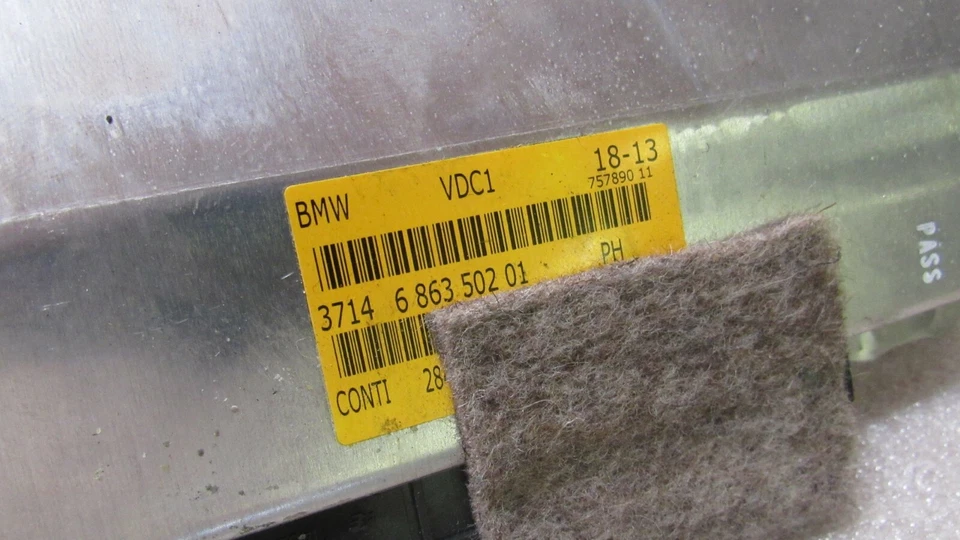 BMW VDC1 18-13
757890 11
3714 6 863 502 01 PH
CONTI 28-
PASS